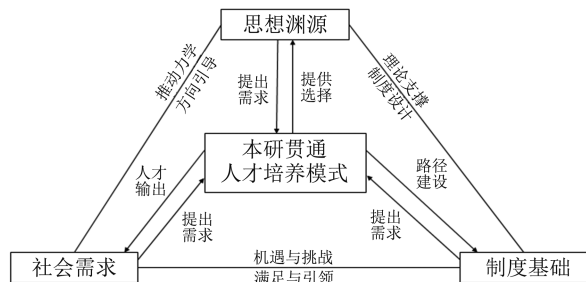 思想渊源
推动力学
方向引导
提出
需求
提供
选择
理论支撑
制度设计
本研贯通
人才培养模式
人才
输出
路径
建设
提出
需求
提出
需求
社会需求
机遇与挑战
满足与引领
制度基础